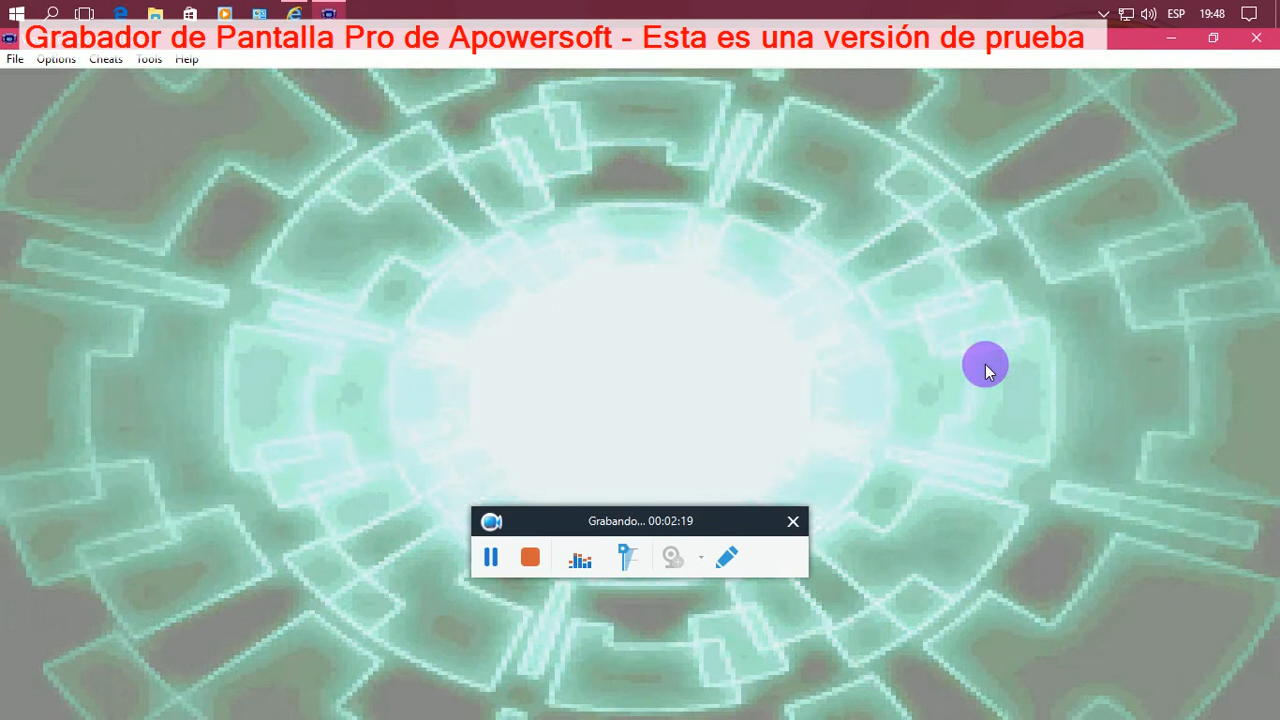 ESP 19:48
Grabador de Pantalla Pro de Apowersoft - Esta es una versión de prueba
File Options Cheats Tools Help
Grabando... 00:02:19